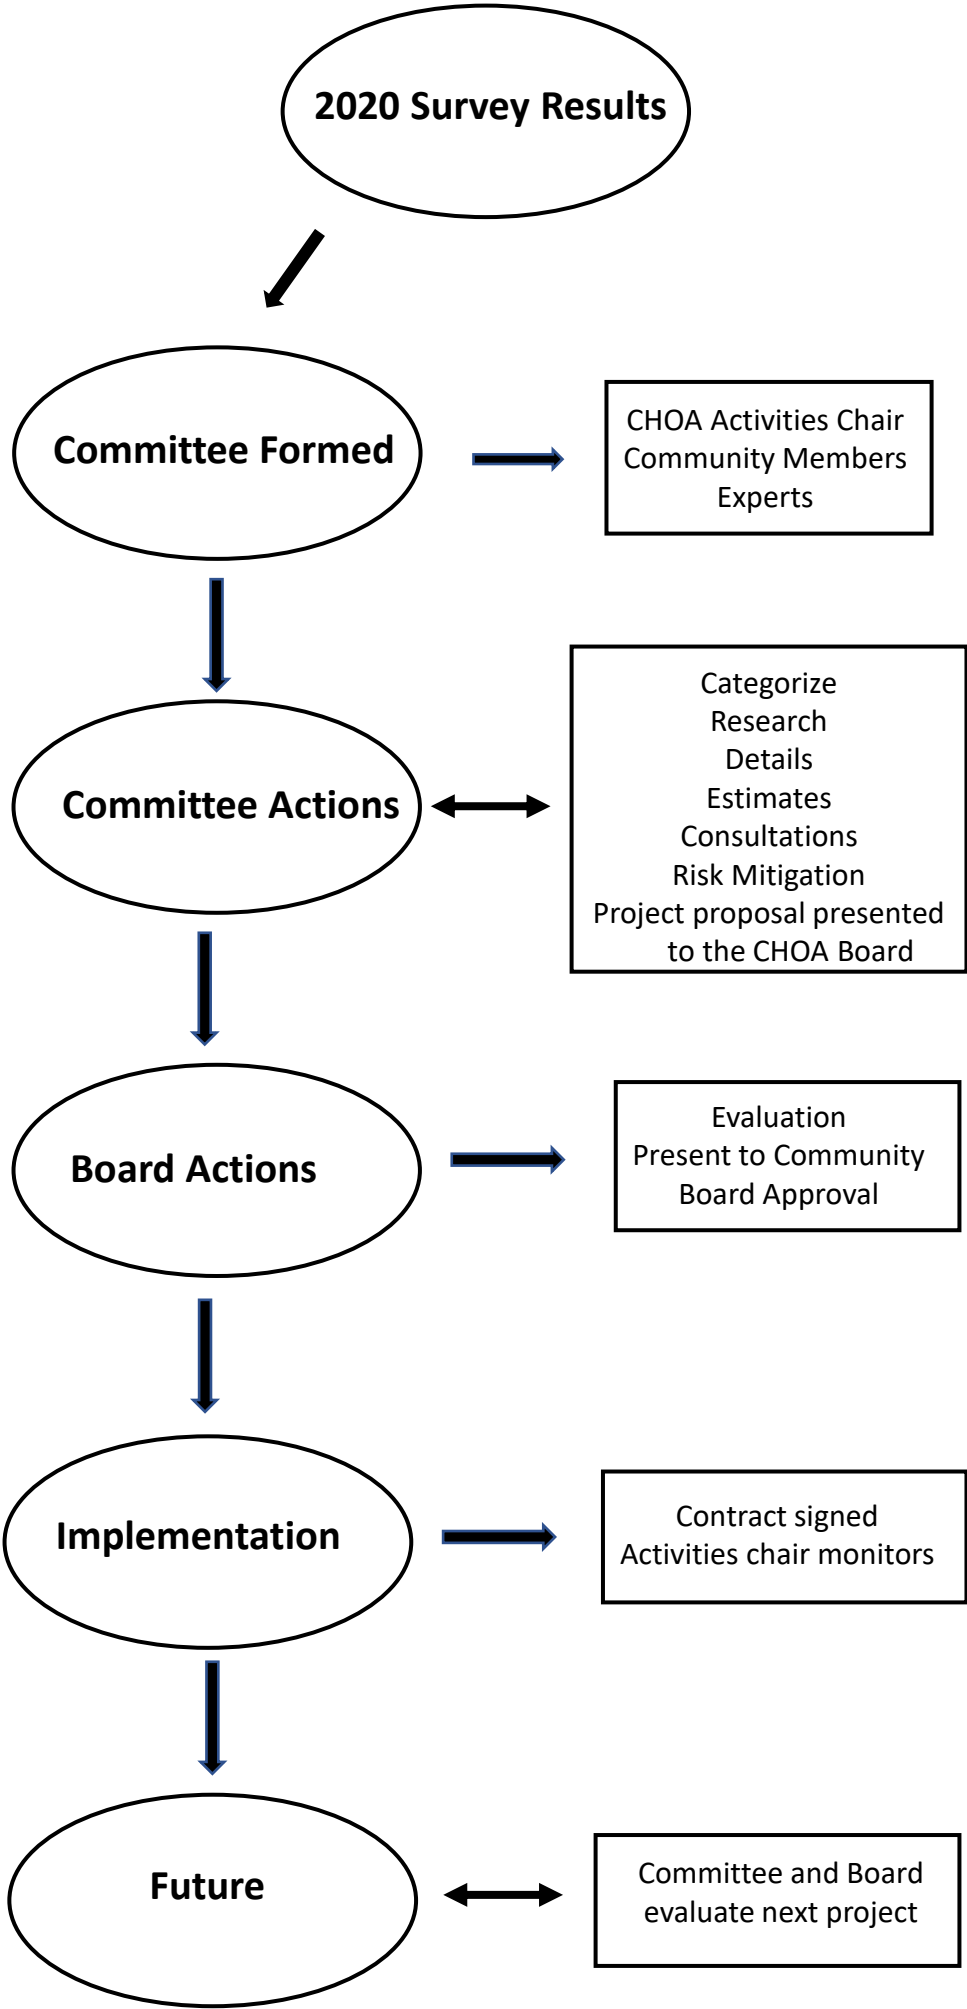 2020 Survey Results
Committee Formed
CHOA Activities Chair
Community Members
Experts
Committee Actions
Categorize
Research
Details
Estimates
Consultations
Risk Mitigation
Project proposal presented
to the CHOA Board
Board Actions
Evaluation
Present to Community
Board Approval
Implementation
Contract signed
Activities chair monitors
Future
Committee and Board
evaluate next project